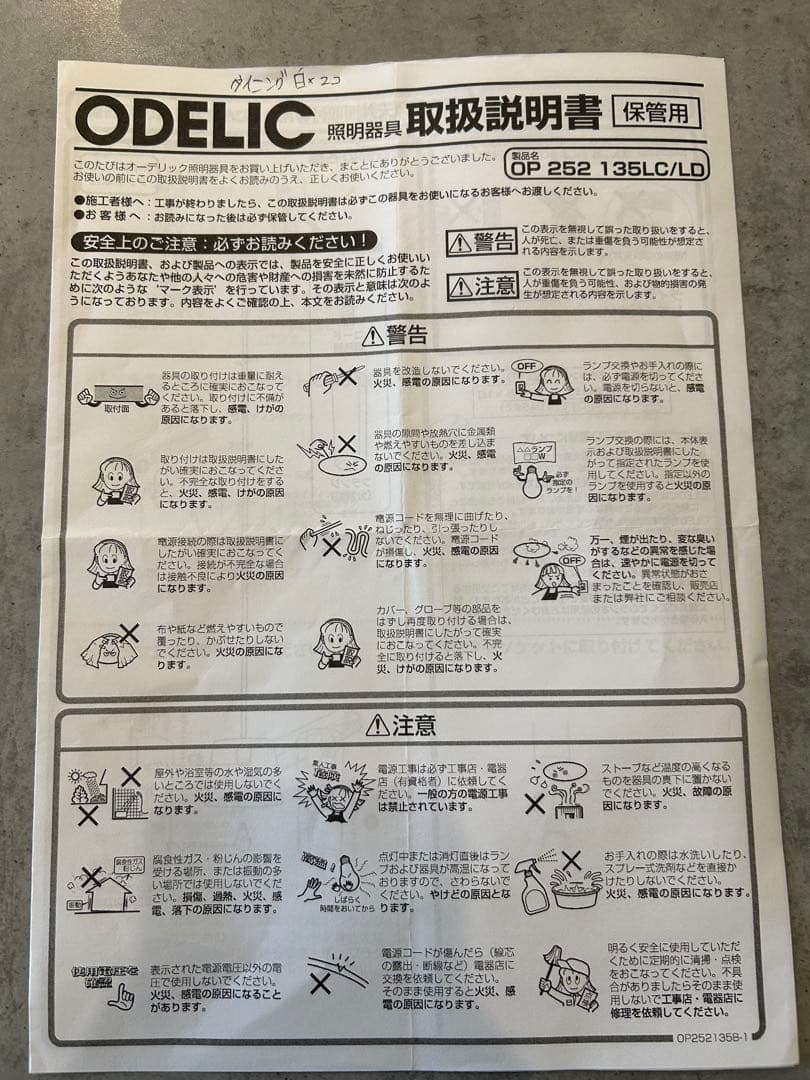 ダイニング 白×2コ
ODELIC 照明器具 取扱説明書 保管用
このたびはオーデリック照明器具をお買い上げいただき、まことにありがとうございました。
お使いの前にこの取扱説明書をよくお読みのうえ、正しくお使いください。
製品名
OP 252 135LC/LD
●施工者様へ：工事が終わりましたら、この取扱説明書は必ずこの器具をお使いになるお客様へお渡しください。
●お客様へ：お読みになった後は必ず保管してください。
安全上のご注意：必ずお読みください！
この取扱説明書、および製品への表示では、製品を安全に正しくお使いい
ただくようあなたや他の人々への危害や財産への損害を未然に防止するた
めに次のような‘マーク表示’を行っています。その表示と意味は次のよ
うになっております。内容をよくご確認の上、本文をお読みください。
⚠警告
この表示を無視して誤った取り扱いをすると、
人が死亡、または重傷を負う可能性が想定さ
れる内容を示します。
⚠注意
この表示を無視して誤った取り扱いをすると、
人が重傷を負う可能性、および物的損害の発
生が想定される内容を示します。
⚠警告
取付面
器具の取り付けは重量に耐え
るところに確実におこなってく
ださい。取り付けに不備が
あると落下し、感電、けがの原
因になります。
取り付けは取扱説明書にした
がい確実におこなってくださ
い。不完全な取り付けをする
と、火災、感電、けがの原因
になります。
電源接続の際は取扱説明書に
したがい確実におこなってく
ださい。接続が不完全な場合
は接触不良により火災の原因
になります。
布や紙など燃えやすいもので
覆ったり、かぶせたりしない
でください。火災の原因にな
ります。
器具を改造しないでください。
火災、感電の原因になります。
器具の隙間や放熱穴に金属類
や燃えやすいものを差し込ま
ないでください。火災、感電
の原因になります。
電源コードを無理に曲げたり、
ねじったり、引っ張ったりし
ないでください。電源コード
が損傷し、火災、感電の原因
になります。
カバー、グローブ等の部品を
はずし再度取り付ける場合は、
取扱説明書にしたがって確実
におこなってください。不完
全に取り付けると落下し、火
災、けがの原因になります。
OFF
ランプ交換やお手入れの際に
は、必ず電源を切ってくださ
い。電源を切らないと、感電
の原因になります。
△△ランプ
□□W
必ず
指定の
ランプを！
ランプ交換の際には、本体表
示および取扱説明書にした
がって指定されたランプを使
用してください。指定以外の
ランプを使用すると火災の原
因になります。
OFF
万一、煙が出たり、変な臭い
がするなどの異常を感じた場
合は、速やかに電源を切って
ください。異常状態がおさ
まったことを確認し、販売店
または弊社にご相談ください。
⚠注意
屋外や浴室等の水や湿気の多
いところでは使用しないでく
ださい。火災、感電の原因に
なります。
腐食性ガス
粉じん
振動
腐食性ガス・粉じんの影響を
受ける場所、または振動の多
い場所では使用しないでくだ
さい。損傷、過熱、火災、感
電、落下の原因になります。
使用電圧を
確認
表示された電源電圧以外の電
圧で使用しないでください。
火災、感電の原因になること
があります。
素人工事
電源工事は必ず工事店・電器
店（有資格者）に依頼してく
ださい。一般の方の電源工事
は禁止されています。
しばらく
時間をおいてから
点灯中または消灯直後はラン
プおよび器具が高温になって
おりますので、さわらないで
ください。やけどの原因とな
ります。
電源コードが傷んだら（線芯
の露出・断線など）電器店に
交換を依頼してください。
そのまま使用すると火災、感
電の原因になります。
ストーブなど温度の高くなる
ものを器具の真下に置かない
でください。火災、故障の原
因になります。
お手入れの際は水洗いしたり、
スプレー式洗剤などを直接か
けたりしないでください。
火災、感電の原因になります。
明るく安全に使用していただ
くために定期的に清掃・点検
をおこなってください。不具
合がありましたらそのまま使
用しないで工事店・電器店に
修理を依頼してください。
OP252135B-1